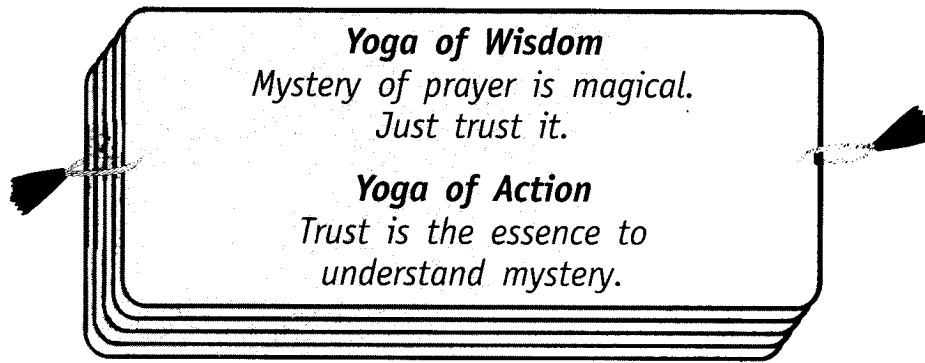 Yoga of Wisdom
Mystery of prayer is magical.
Just trust it.
Yoga of Action
Trust is the essence to
understand mystery.